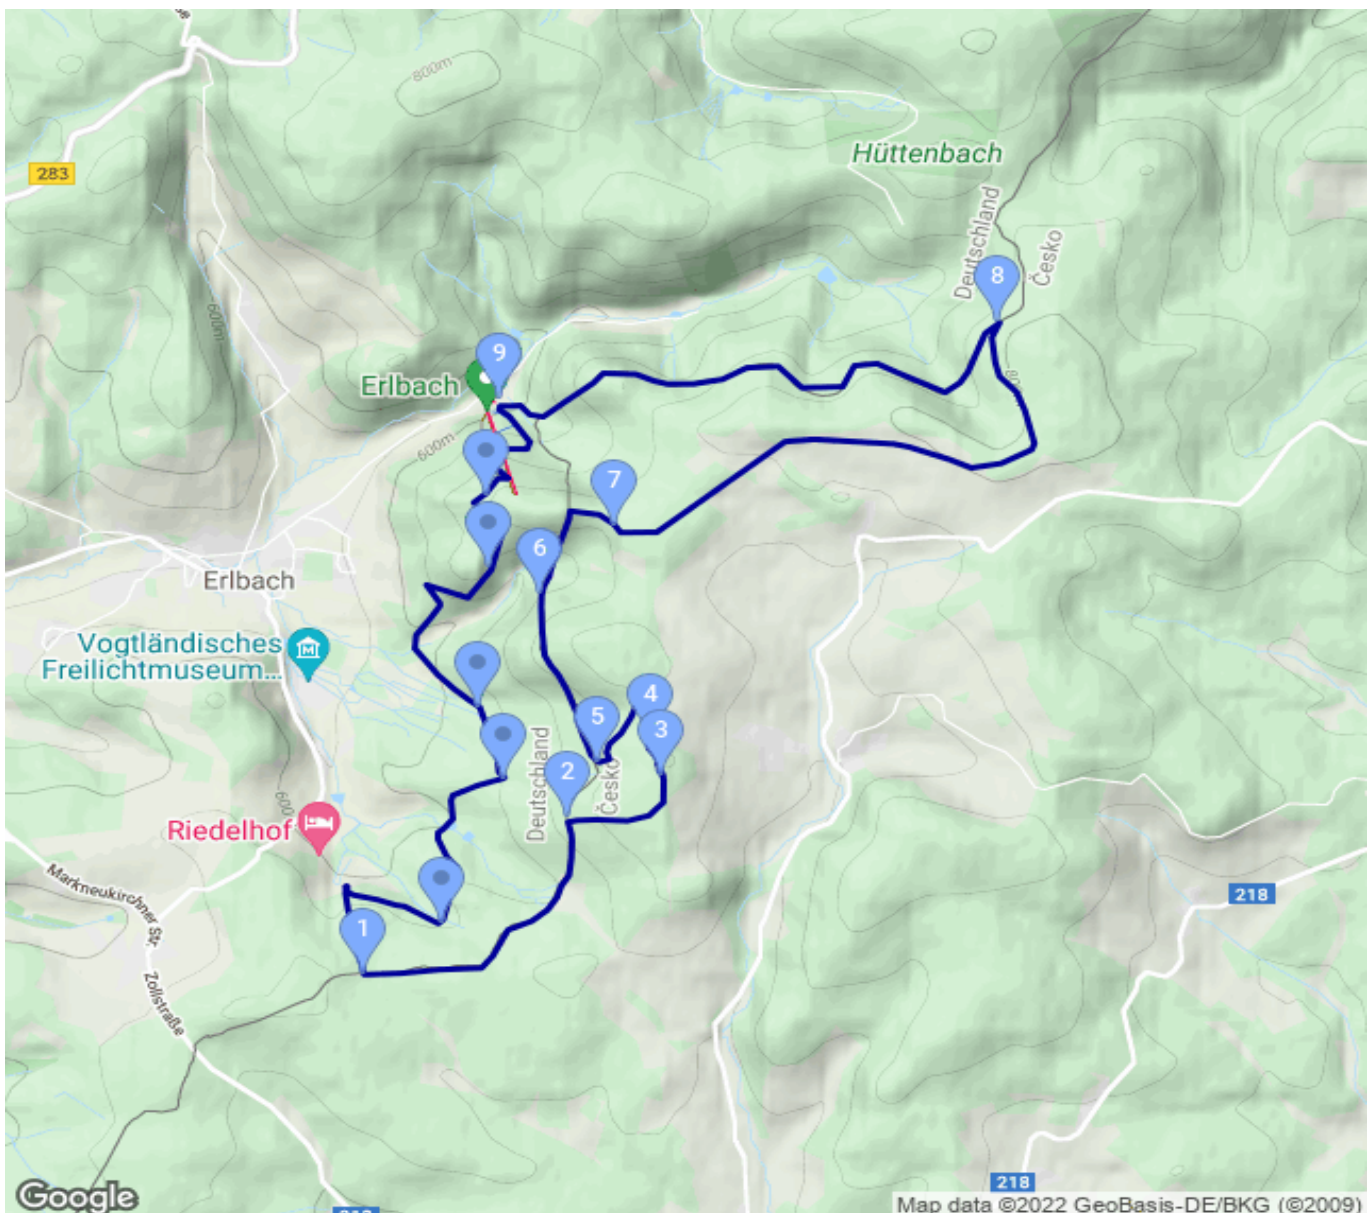 800m
283
Hüttenbach
Deutschland
Česko
8
600m
9
Erlbach
800
600m
7
6
Erlbach
Vogtländisches
Freilichtmuseum...
4
5
3
Deutschland
Česko
2
600
Riedelhof
Markneukirchner Str.
218
1
Zollstraße
218
Google
Map data ©2022 GeoBasis-DE/BKG (©2009)